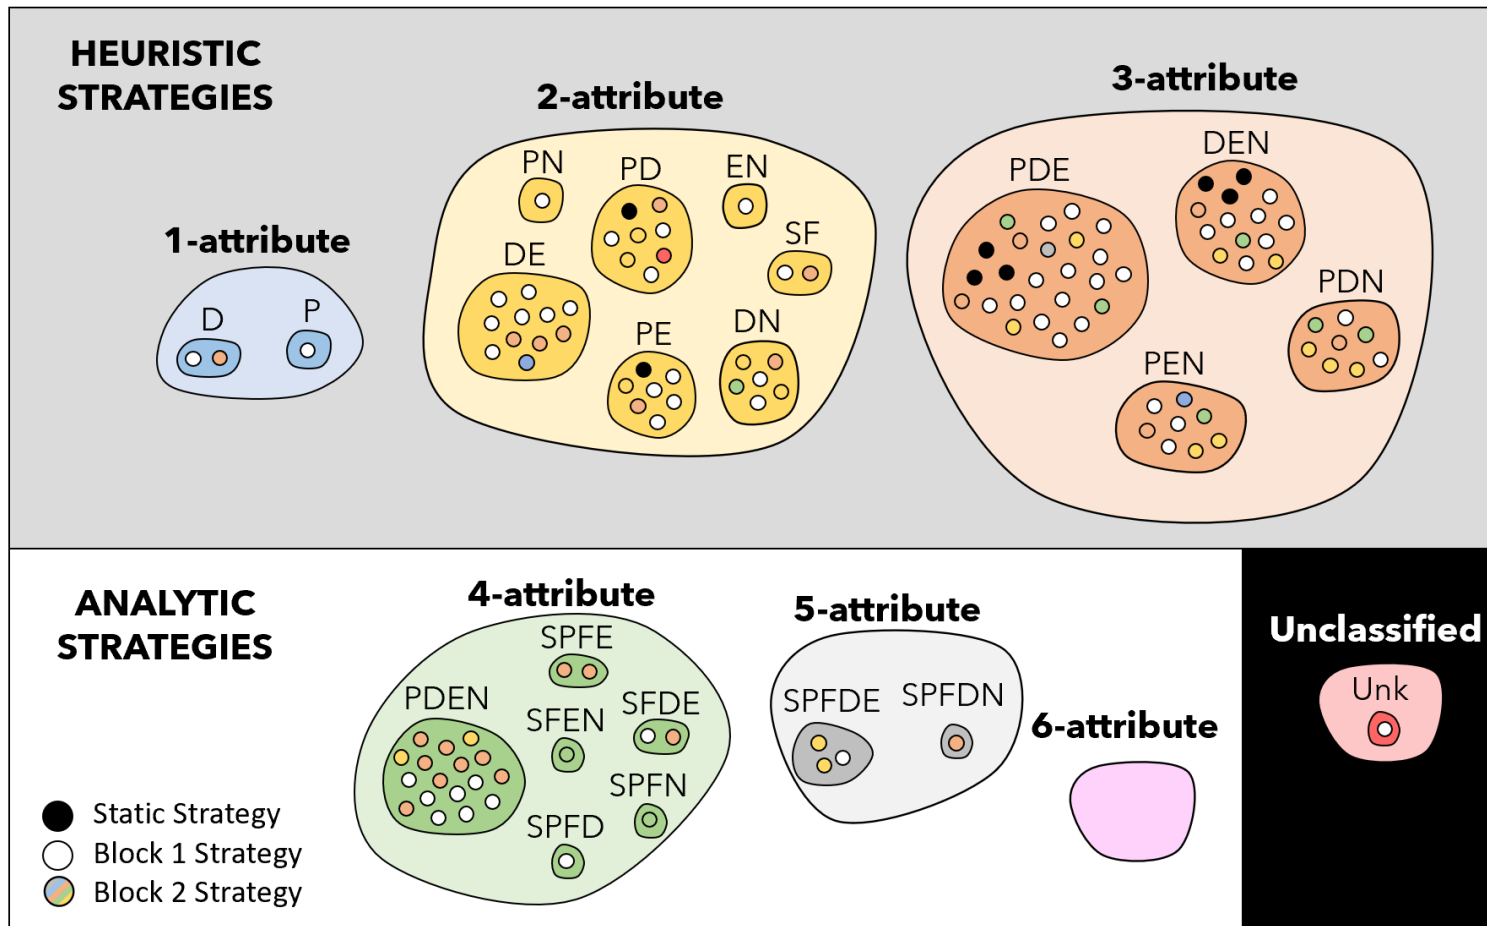 HEURISTIC
STRATEGIES
1-attribute
D
P
2-attribute
PN
PD
EN
SF
DE
PE
DN
3-attribute
PDE
DEN
PDN
PEN
ANALYTIC
STRATEGIES
4-attribute
SPFE
PDEN
SFEN
SFDE
SPFN
SPFD
5-attribute
SPFDE
SPFDN
6-attribute
Unclassified
Unk
Static Strategy
Block 1 Strategy
Block 2 Strategy